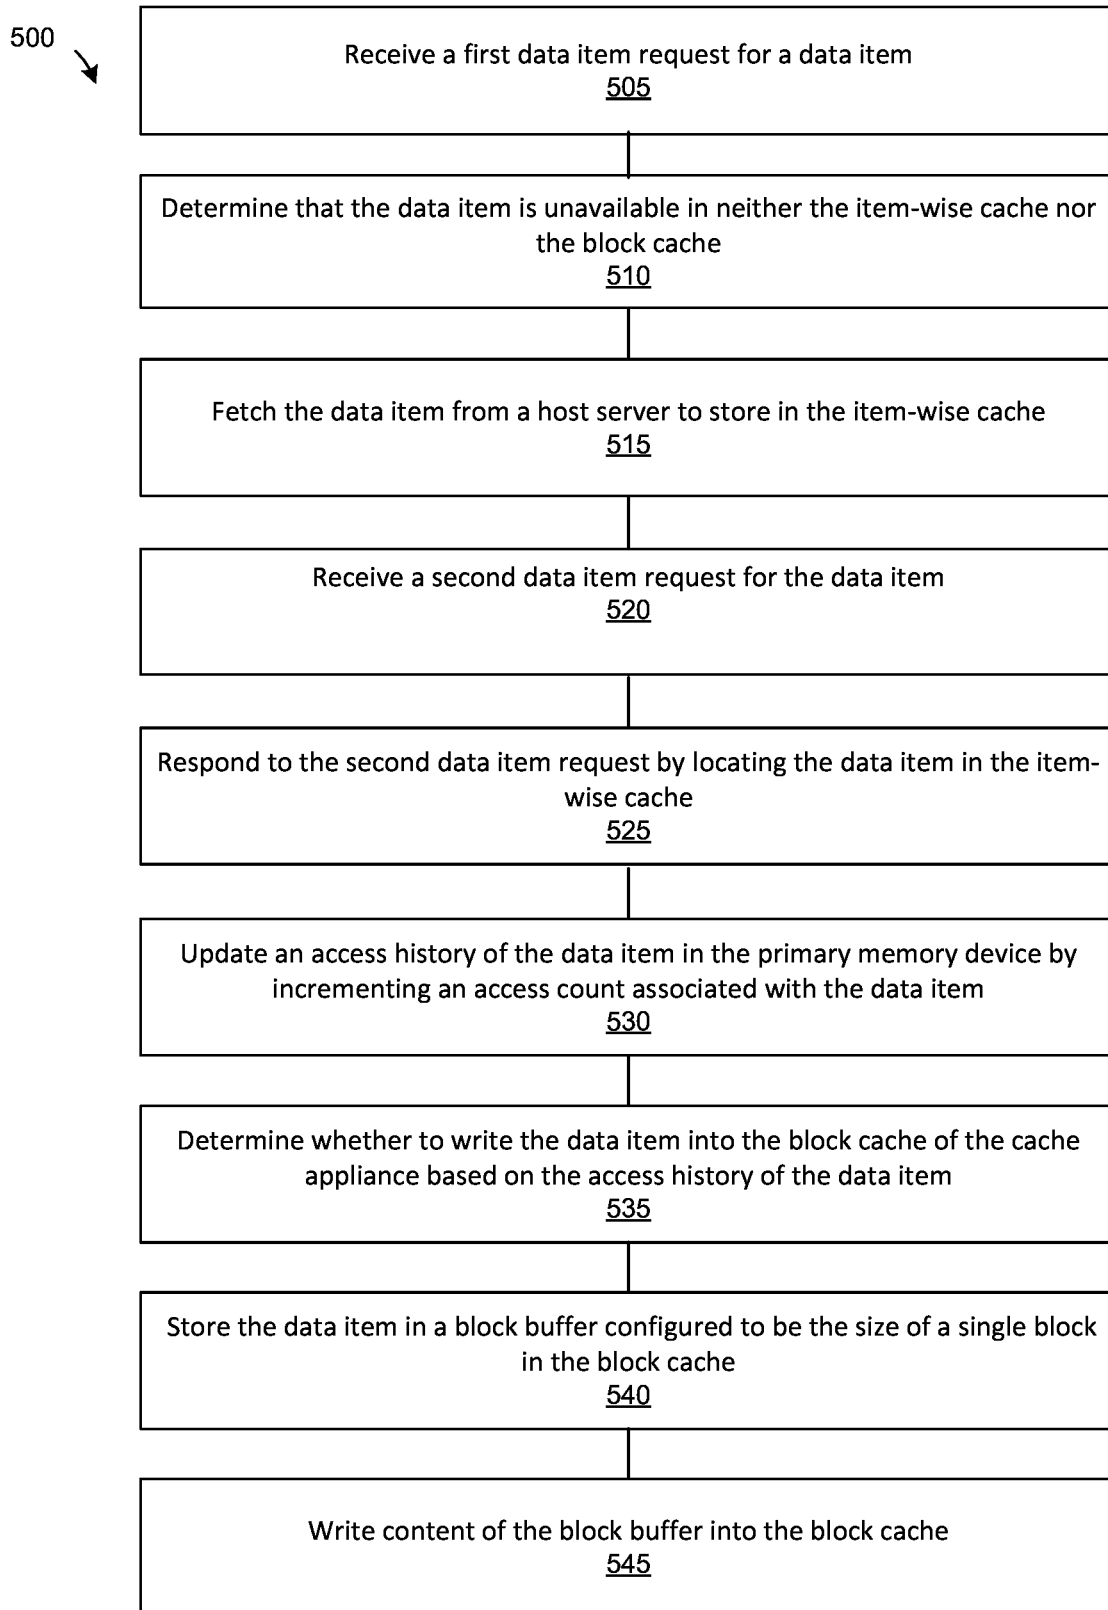 500
Receive a first data item request for a data item
505
Determine that the data item is unavailable in neither the item-wise cache nor
the block cache
510
Fetch the data item from a host server to store in the item-wise cache
515
Receive a second data item request for the data item
520
Respond to the second data item request by locating the data item in the item-
wise cache
525
Update an access history of the data item in the primary memory device by
incrementing an access count associated with the data item
530
Determine whether to write the data item into the block cache of the cache
appliance based on the access history of the data item
535
Store the data item in a block buffer configured to be the size of a single block
in the block cache
540
Write content of the block buffer into the block cache
545